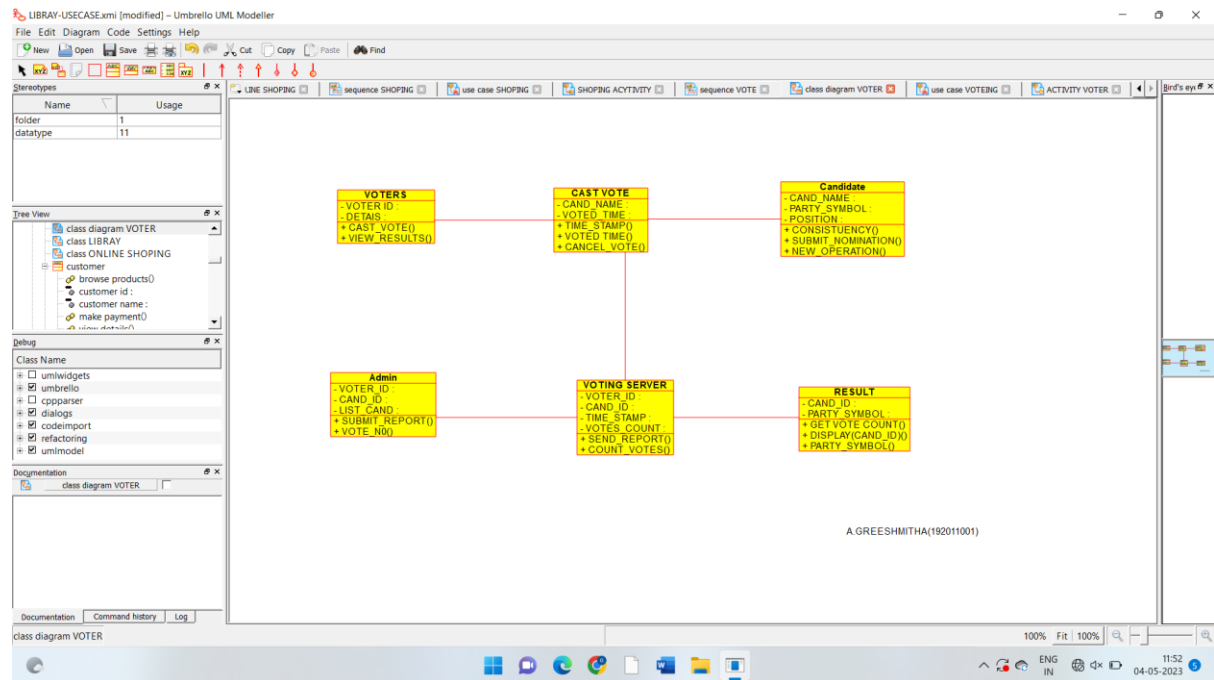 LIBRAY-USECASE.xmi [modified] – Umbrello UML Modeller
File Edit Diagram Code Settings Help
New Open Save Cut Copy Paste Find
Stereotypes
Name Usage
folder 1
datatype 11
Tree View
class diagram VOTER
class LIBRAY
class ONLINE SHOPING
customer
browse products()
customer id :
customer name :
make payment()
view details()
Debug
Class Name
umlwidgets
umbrello
cppparser
dialogs
codeimport
refactoring
umlmodel
Documentation
class diagram VOTER
Documentation Command history Log
LINE SHOPING sequence SHOPING use case SHOPING SHOPING ACYTIVITY sequence VOTE class diagram VOTER use case VOTEING ACTIVITY VOTER
Bird's eye
VOTERS
- VOTER ID :
- DETAIS :
+ CAST_VOTE()
+ VIEW_RESULTS()
CAST VOTE
- CAND_NAME :
- VOTED_TIME :
+ TIME_STAMP()
+ VOTED TIME()
+ CANCEL_VOTE()
Candidate
- CAND_NAME :
- PARTY_SYMBOL :
- POSITION :
+ CONSISTUENCY()
+ SUBMIT_NOMINATION()
+ NEW_OPERATION()
Admin
- VOTER_ID :
- CAND_ID :
- LIST_CAND :
+ SUBMIT_REPORT()
+ VOTE_N0()
VOTING SERVER
- VOTER_ID :
- CAND_ID :
- TIME_STAMP :
- VOTES_COUNT :
+ SEND_REPORT()
+ COUNT_VOTES()
RESULT
- CAND_ID :
- PARTY_SYMBOL :
+ GET VOTE COUNT()
+ DISPLAY(CAND_ID)()
+ PARTY_SYMBOL()
A.GREESHMITHA(192011001)
class diagram VOTER
100% Fit 100%
ENG
IN
11:52
04-05-2023
5